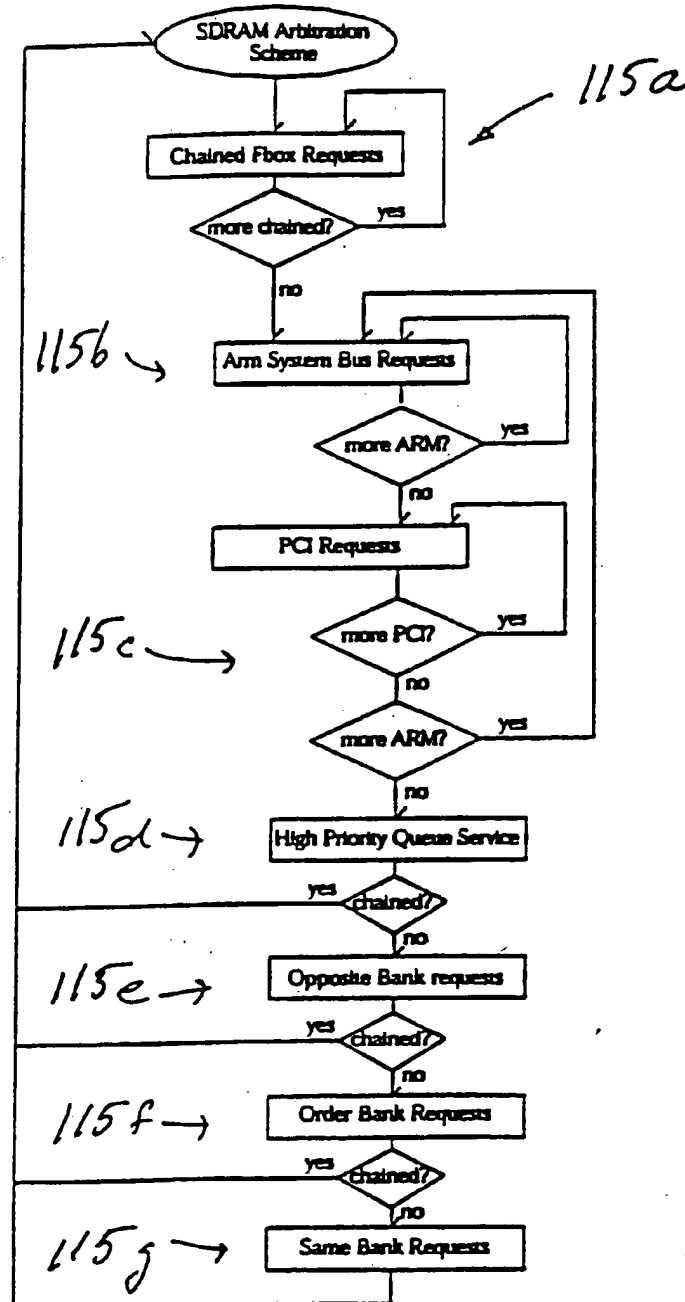 SDRAM Arbitration
Scheme
115a
Chained Fbox Requests
more chained?
yes
no
115b
Arm System Bus Requests
more ARM?
yes
no
PCI Requests
115c
more PCI?
yes
no
more ARM?
yes
no
115d
High Priority Queue Service
yes
chained?
no
115e
Opposite Bank requests
yes
chained?
no
115f
Order Bank Requests
yes
chained?
no
115g
Same Bank Requests